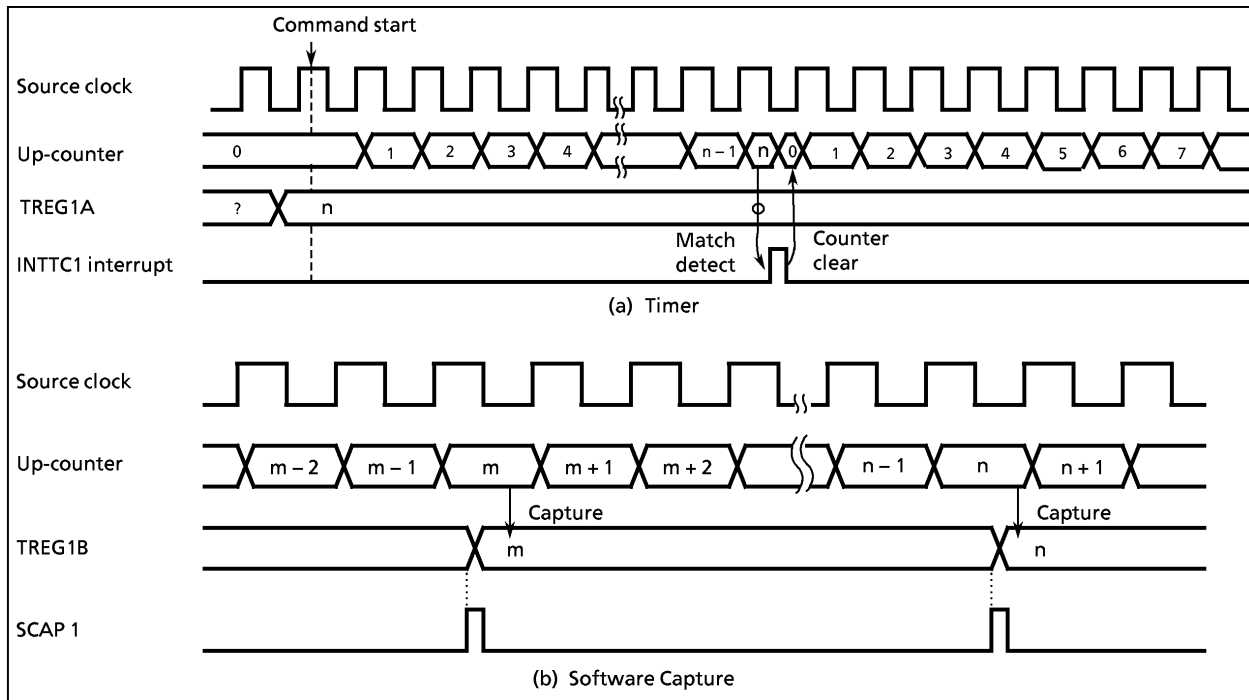 Command start
Source clock
Up-counter 0 1 2 3 4 n – 1 n 0 1 2 3 4 5 6 7
TREG1A ? n
Match detect
Counter clear
INTTC1 interrupt
(a) Timer
Source clock
Up-counter m – 2 m – 1 m m + 1 m + 2 n – 1 n n + 1
Capture Capture
TREG1B m n
SCAP 1
(b) Software Capture